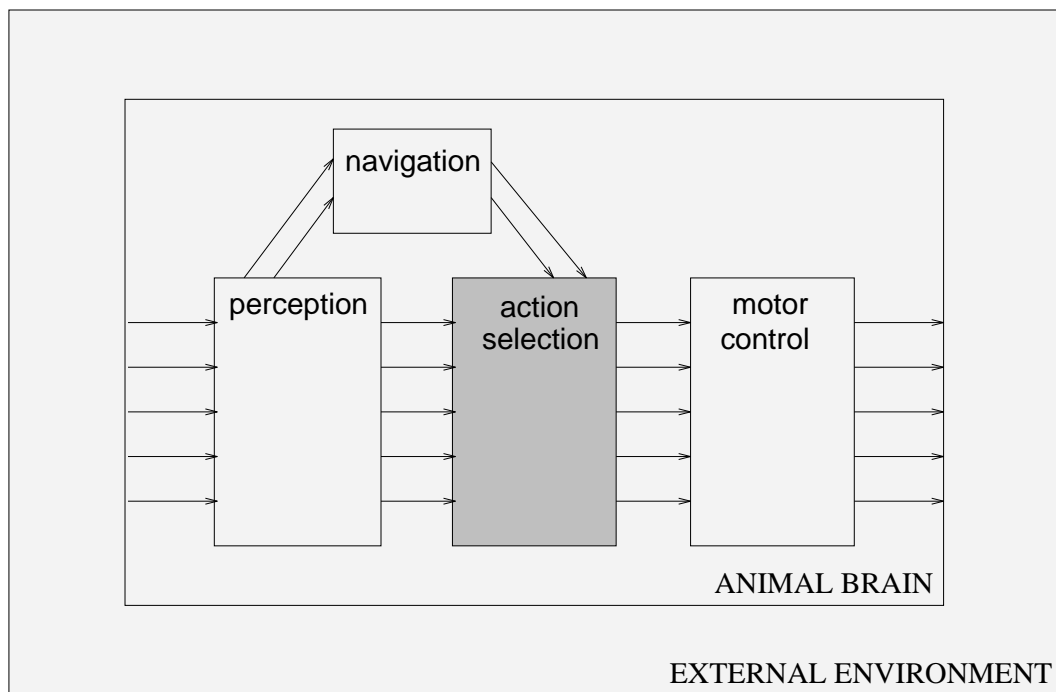 navigation
perception
action
selection
motor
control
ANIMAL BRAIN
EXTERNAL ENVIRONMENT